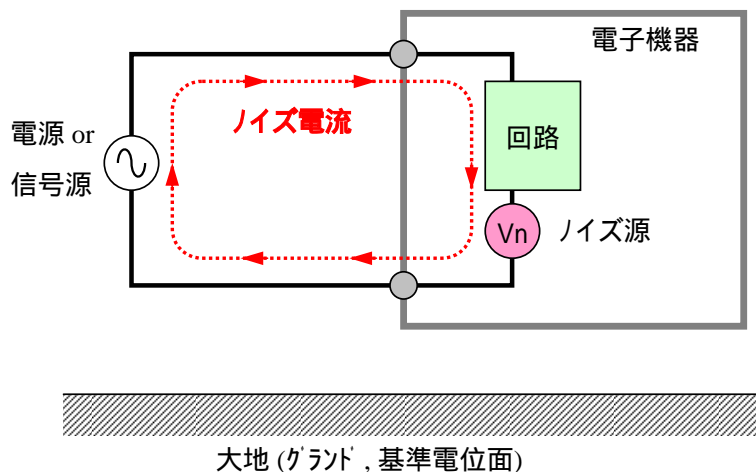 電子機器
電源 or
信号源
ノイズ電流
回路
Vn
ノイズ源
大地 (ｸﾞﾗﾝﾄﾞ , 基準電位面)